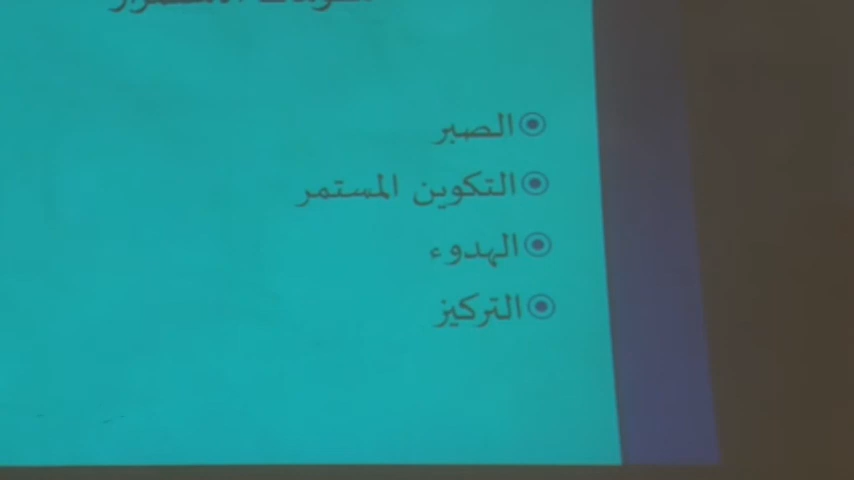 الصبر
التكوين المستمر
الهدوء
التركيز